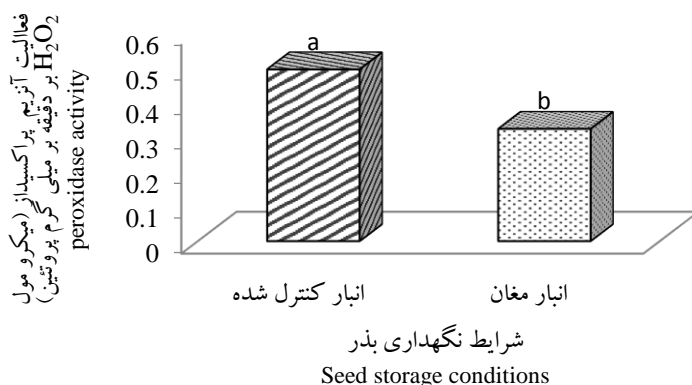 فعاالیت آنزیم پراکسیداز (میکرو مول
H₂O₂ بر دقیقه بر میلی گرم پروتئین)
peroxidase activity
0.6
0.5
0.4
0.3
0.2
0.1
0
a
b
انبار کنترل شده
انبار مغان
شرایط نگهداری بذر
Seed storage conditions